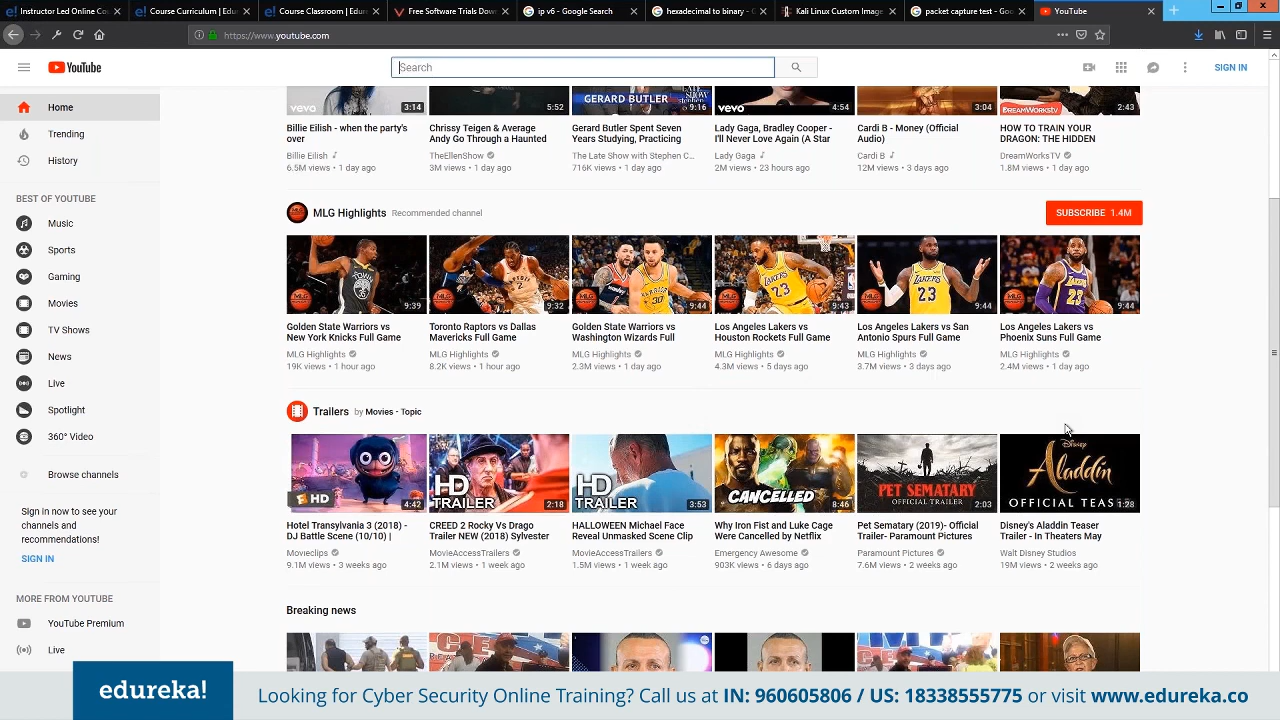 Instructor Led Online Co
Course Curriculum | Edu
Course Classroom | Edu
Free Software Trials Dow
ip v6 - Google Search
hexadecimal to binary - G
Kali Linux Custom Image
packet capture test - Go
YouTube
https://www.youtube.com
YouTube
Search
SIGN IN
Home
Trending
History
BEST OF YOUTUBE
Music
Sports
Gaming
Movies
TV Shows
News
Live
Spotlight
360° Video
Browse channels
Sign in now to see your
channels and
recommendations!
SIGN IN
MORE FROM YOUTUBE
YouTube Premium
Live
vevo 3:14 5:52 GERARD BUTLER 9:16 vevo 4:54 3:04 DREAMWORKStv 2:43
Billie Eilish - when the party's Chrissy Teigen & Average Gerard Butler Spent Seven Lady Gaga, Bradley Cooper - Cardi B - Money (Official HOW TO TRAIN YOUR
over Andy Go Through a Haunted Years Studying, Practicing I'll Never Love Again (A Star Audio) DRAGON: THE HIDDEN
Billie Eilish TheEllenShow The Late Show with Stephen C... Lady Gaga Cardi B DreamWorksTV
6.5M views • 1 day ago 3M views • 1 day ago 716K views • 1 day ago 2M views • 23 hours ago 12M views • 3 days ago 1.8M views • 1 day ago
MLG Highlights Recommended channel SUBSCRIBE 1.4M
9:39 9:32 9:44 9:43 9:44 9:44
Golden State Warriors vs Toronto Raptors vs Dallas Golden State Warriors vs Los Angeles Lakers vs Los Angeles Lakers vs San Los Angeles Lakers vs
New York Knicks Full Game Mavericks Full Game Washington Wizards Full Houston Rockets Full Game Antonio Spurs Full Game Phoenix Suns Full Game
MLG Highlights MLG Highlights MLG Highlights MLG Highlights MLG Highlights MLG Highlights
19K views • 1 hour ago 8.2K views • 1 hour ago 2.3M views • 1 day ago 4.3M views • 5 days ago 3.7M views • 3 days ago 2.4M views • 1 day ago
Trailers by Movies - Topic
HD 4:42 HD TRAILER 2:18 HD TRAILER 3:53 CANCELLED 8:46 PET SEMATARY OFFICIAL TRAILER 2:03 Disney Aladdin OFFICIAL TEAS 1:28
Hotel Transylvania 3 (2018) - CREED 2 Rocky Vs Drago HALLOWEEN Michael Face Why Iron Fist and Luke Cage Pet Sematary (2019)- Official Disney's Aladdin Teaser
DJ Battle Scene (10/10) | Trailer NEW (2018) Sylvester Reveal Unmasked Scene Clip Were Cancelled by Netflix Trailer- Paramount Pictures Trailer - In Theaters May
Movieclips MovieAccessTrailers MovieAccessTrailers Emergency Awesome Paramount Pictures Walt Disney Studios
9.1M views • 3 weeks ago 2.1M views • 1 week ago 1.5M views • 1 week ago 903K views • 6 days ago 7.6M views • 2 weeks ago 19M views • 2 weeks ago
Breaking news
edureka!
Looking for Cyber Security Online Training? Call us at IN: 960605806 / US: 18338555775 or visit www.edureka.co